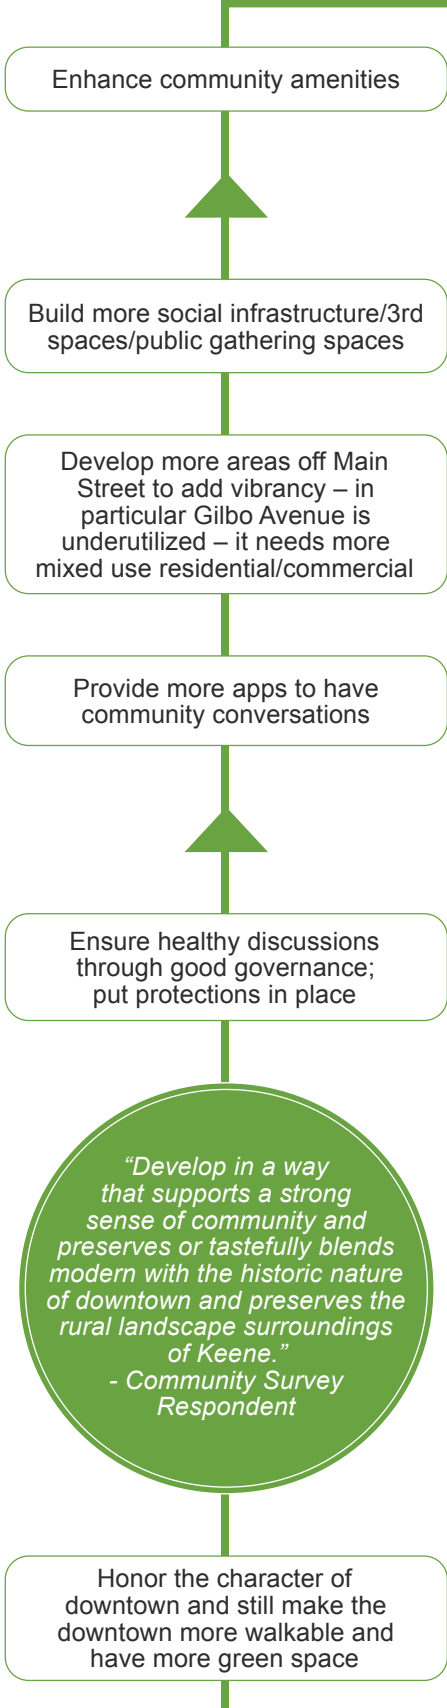 Enhance community amenities
Build more social infrastructure/3rd
spaces/public gathering spaces
Develop more areas off Main
Street to add vibrancy – in
particular Gilbo Avenue is
underutilized – it needs more
mixed use residential/commercial
Provide more apps to have
community conversations
Ensure healthy discussions
through good governance;
put protections in place
“Develop in a way
that supports a strong
sense of community and
preserves or tastefully blends
modern with the historic nature
of downtown and preserves the
rural landscape surroundings
of Keene.”
- Community Survey
Respondent
Honor the character of
downtown and still make the
downtown more walkable and
have more green space